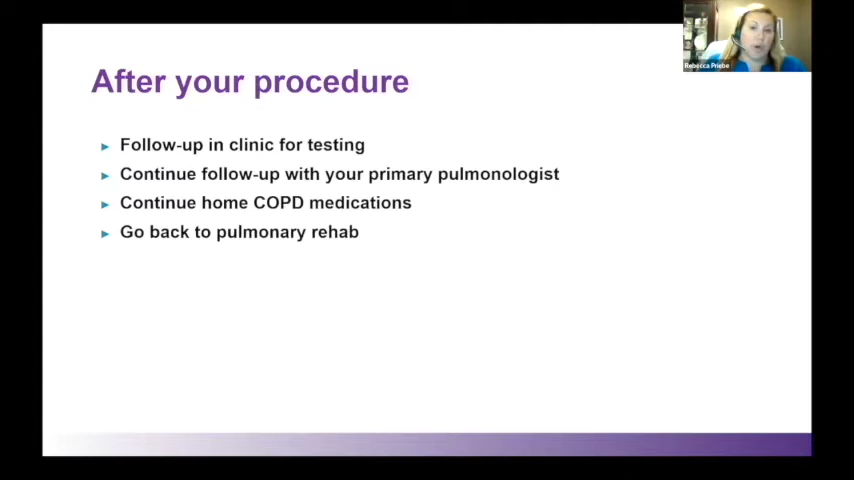 After your procedure
Rebecca Priebe
Follow-up in clinic for testing
Continue follow-up with your primary pulmonologist
Continue home COPD medications
Go back to pulmonary rehab